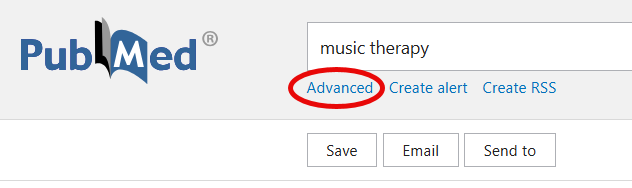 PubMed®
music therapy
Advanced Create alert Create RSS
Save Email Send to